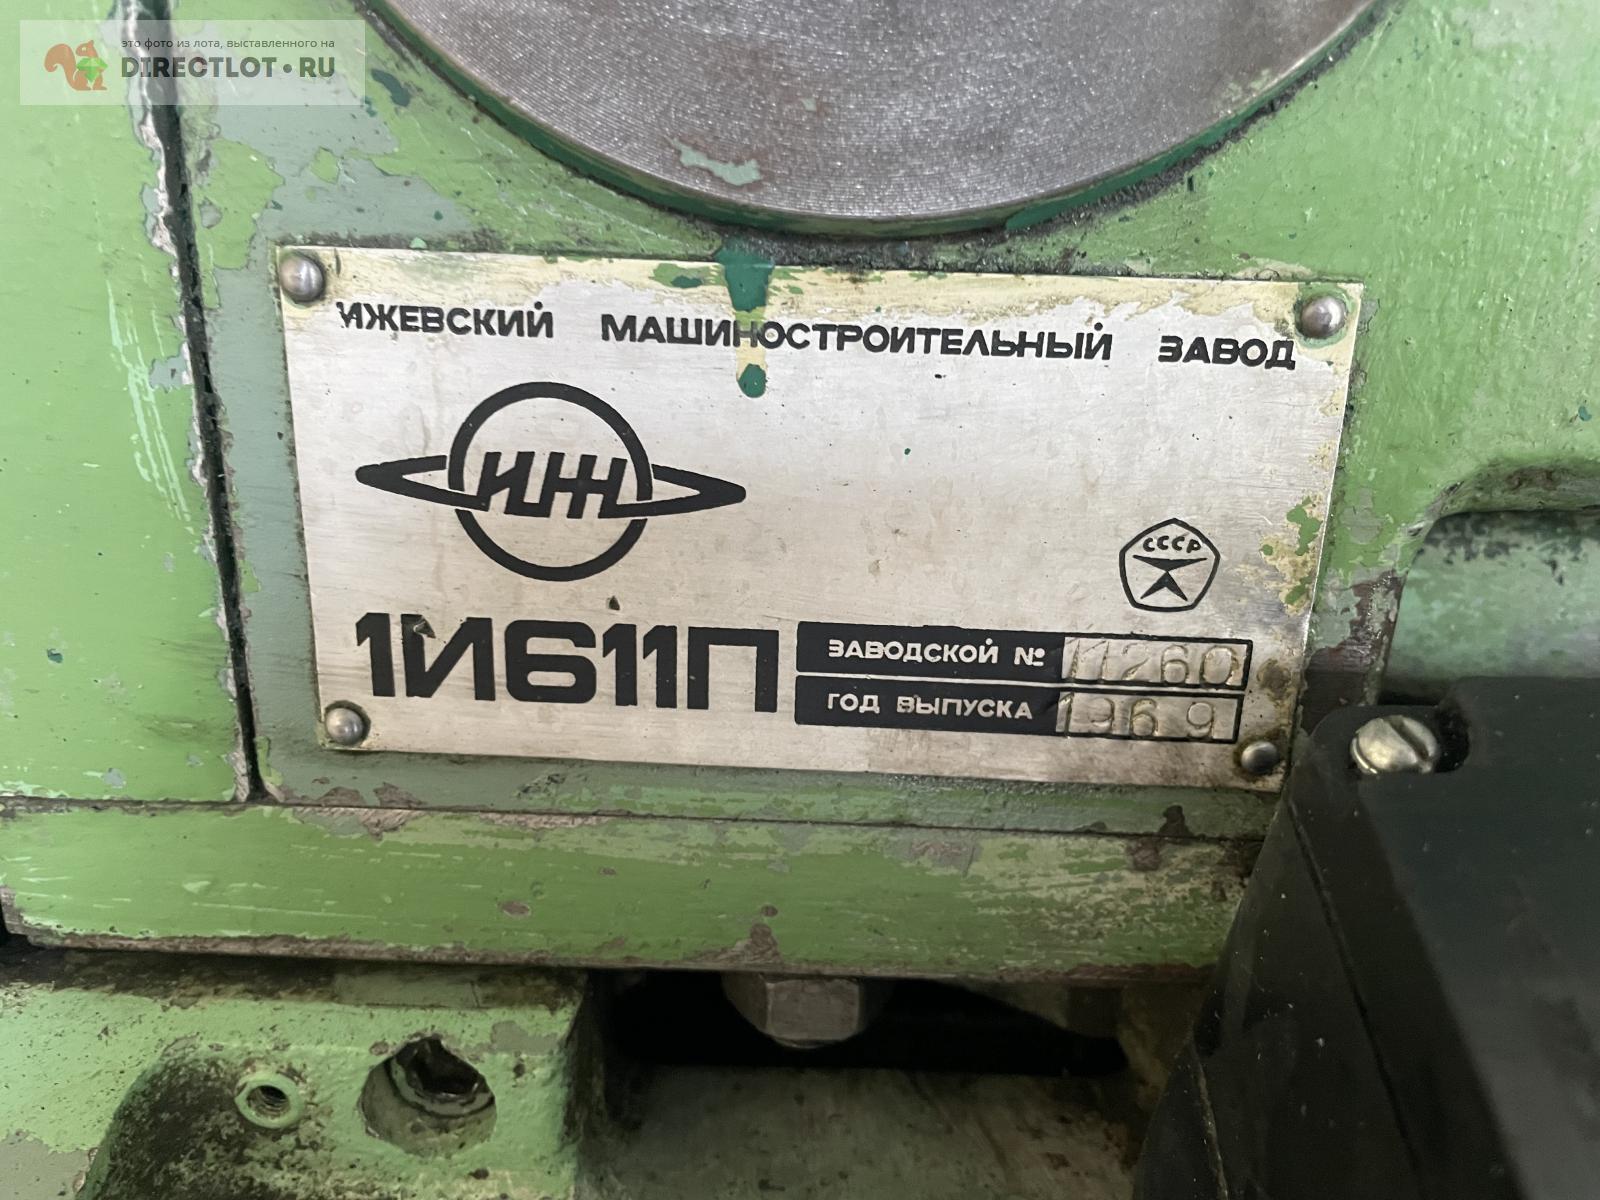 это фото из лота, выставленного на
DIRECTLOT•RU
ИЖЕВСКИЙ МАШИНОСТРОИТЕЛЬНЫЙ ЗАВОД
ИЖ
СССР
1И611П
ЗАВОДСКОЙ № 11260
ГОД ВЫПУСКА 1969